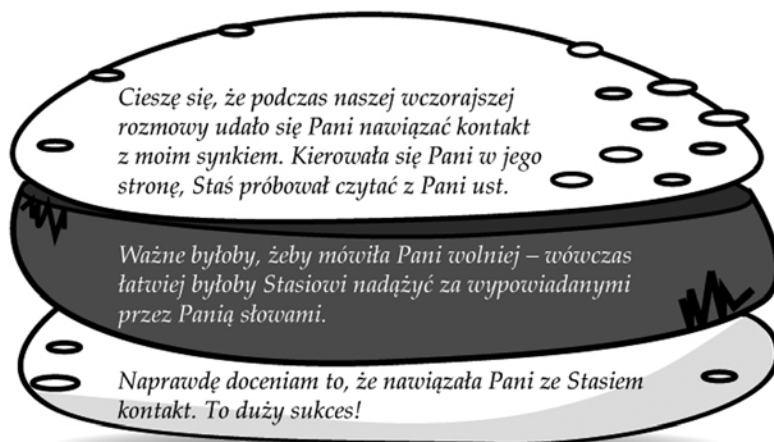 Cieszę się, że podczas naszej wczorajszej
rozmowy udało się Pani nawiązać kontakt
z moim synkiem. Kierowała się Pani w jego
stronę, Staś próbował czytać z Pani ust.
Ważne byłoby, żeby mówiła Pani wolniej – wówczas
łatwiej byłoby Stasiowi nadążyć za wypowiadanymi
przez Panią słowami.
Naprawdę doceniam to, że nawiązała Pani ze Stasiem
kontakt. To duży sukces!